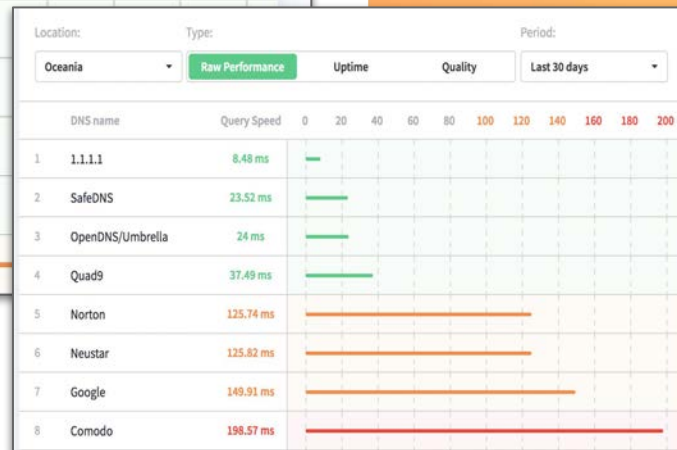 Location: Type: Period:
Oceania Raw Performance Uptime Quality Last 30 days
DNS name Query Speed 0 20 40 60 80 100 120 140 160 180 200
1 1.1.1.1 8.48 ms
2 SafeDNS 23.52 ms
3 OpenDNS/Umbrella 24 ms
4 Quad9 37.49 ms
5 Norton 125.74 ms
6 Neustar 125.82 ms
7 Google 149.91 ms
8 Comodo 198.57 ms